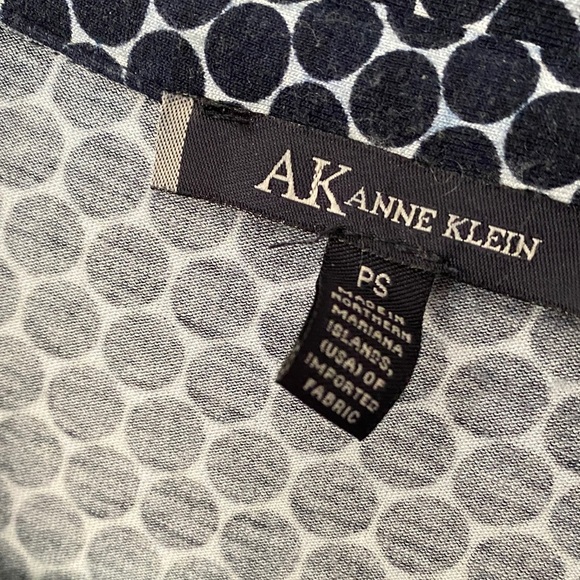 AK ANNE KLEIN
PS
MADE IN
NORTHERN
MARIANA
ISLANDS,
(USA) OF
IMPORTED
FABRIC